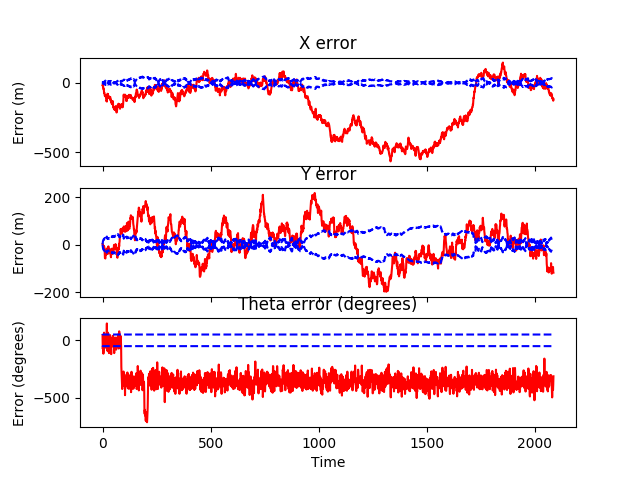 X error
0
−500
Error (m)
Y error
200
0
−200
Error (m)
Theta error (degrees)
0
−500
Error (degrees)
0 500 1000 1500 2000
Time